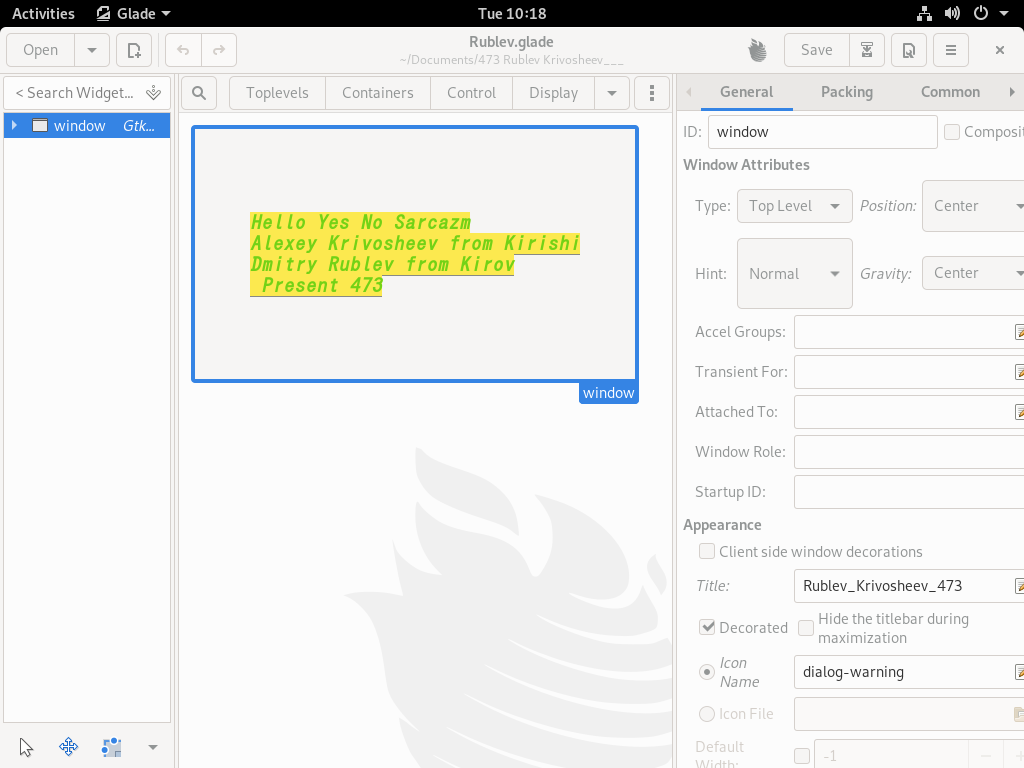 Activities Glade Tue 10:18
Open Rublev.glade Save
~/Documents/473 Rublev Krivosheev___
< Search Widget... Toplevels Containers Control Display General Packing Common
window Gtk...
ID: window Composit
Window Attributes
Type: Top Level Position: Center
Hint: Normal Gravity: Center
Hello Yes No Sarcazm
Alexey Krivosheev from Kirishi
Dmitry Rublev from Kirov
Present 473
window
Accel Groups:
Transient For:
Attached To:
Window Role:
Startup ID:
Appearance
Client side window decorations
Title: Rublev_Krivosheev_473
Decorated Hide the titlebar during
maximization
Icon
Name dialog-warning
Icon File
Default
Width: -1